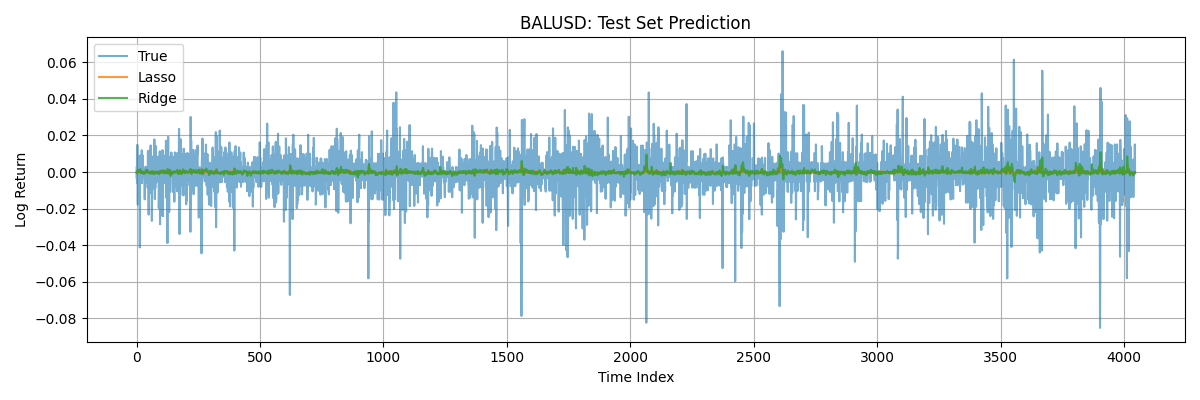 BALUSD: Test Set Prediction
True
Lasso
Ridge
0.06
0.04
0.02
0.00
−0.02
−0.04
−0.06
−0.08
Log Return
0 500 1000 1500 2000 2500 3000 3500 4000
Time Index